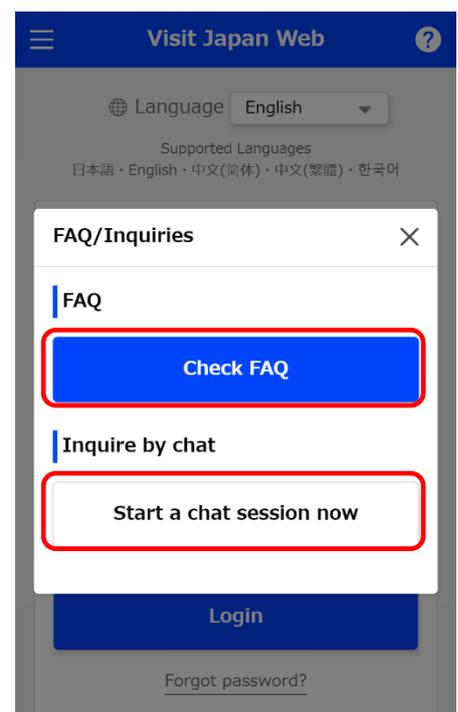 Visit Japan Web
?
Language English
Supported Languages
日本語・English・中文(简体)・中文(繁體)・한국어
FAQ/Inquiries
FAQ
Check FAQ
Inquire by chat
Start a chat session now
Login
Forgot password?